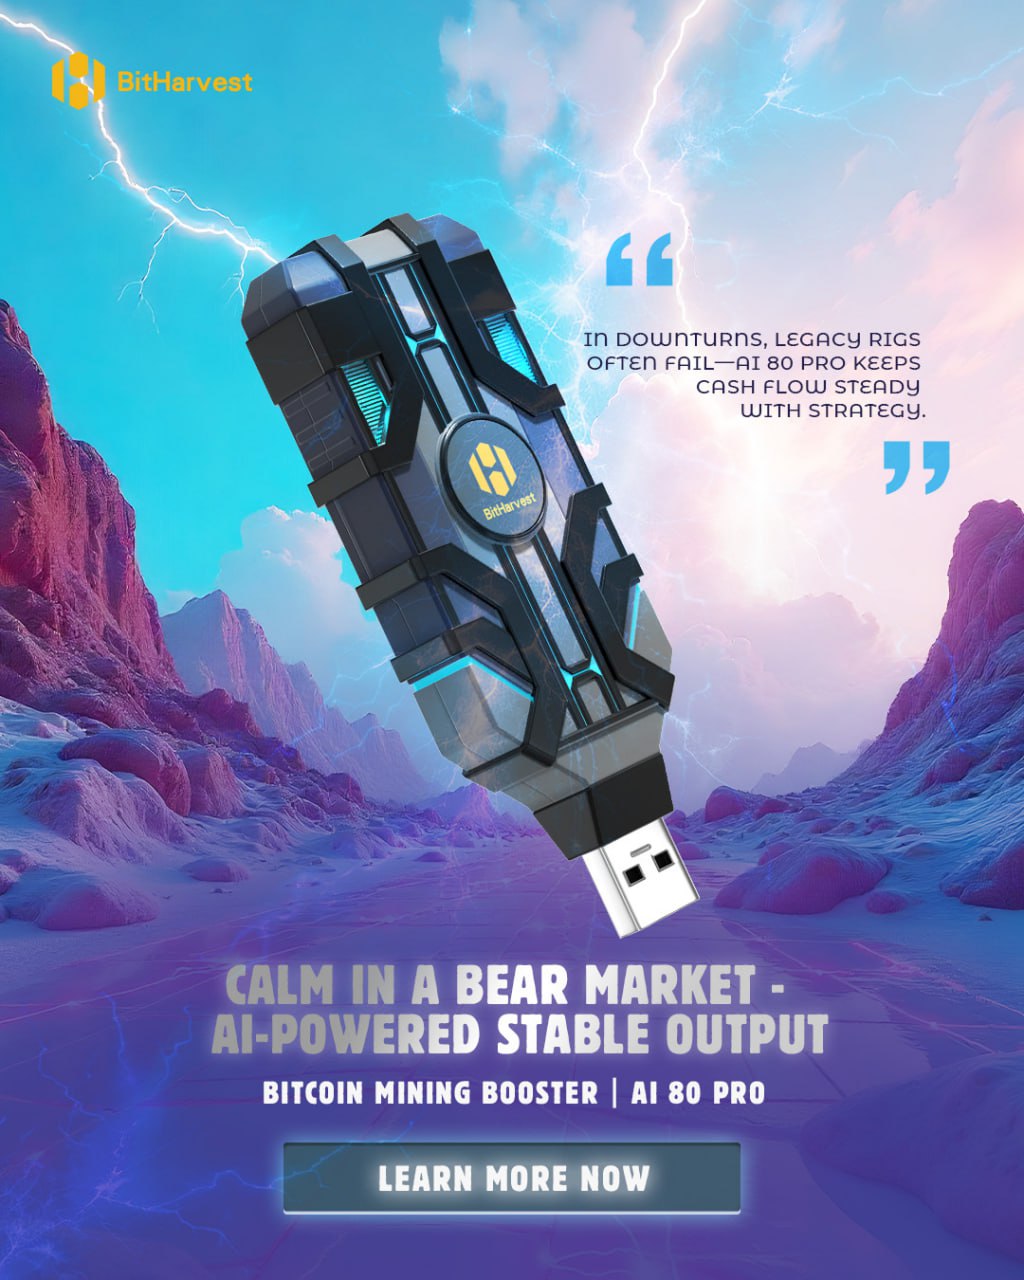 BitHarvest
“
IN DOWNTURNS, LEGACY RIGS
OFTEN FAIL—AI 80 PRO KEEPS
CASH FLOW STEADY
WITH STRATEGY.
”
BitHarvest
CALM IN A BEAR MARKET -
AI-POWERED STABLE OUTPUT
BITCOIN MINING BOOSTER | AI 80 PRO
LEARN MORE NOW